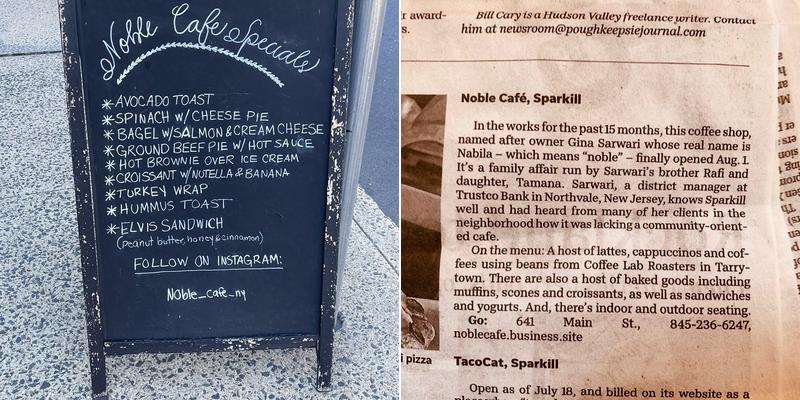 Noble Cafe Specials
* AVOCADO TOAST
* SPINACH W/ CHEESE PIE
* BAGEL W/SALMON & CREAM CHEESE
* GROUND BEEF PIE W/ HOT SAUCE
* HOT BROWNIE OVER ICE CREAM
* CROISSANT W/NUTELLA & BANANA
* TURKEY WRAP
* HUMMUS TOAST
* ELVIS SANDWICH
(Peanut butter, honey & cinnamon)
FOLLOW ON INSTAGRAM:
Noble_cafe_ny
r award-
s.
Bill Cary is a Hudson Valley freelance writer. Contact
him at newsroom@poughkeepsiejournal.com
Noble Café, Sparkill
In the works for the past 15 months, this coffee shop,
named after owner Gina Sarwari whose real name is
Nabila – which means “noble” – finally opened Aug. 1.
It’s a family affair run by Sarwari’s brother Rafi and
daughter, Tamana. Sarwari, a district manager at
Trustco Bank in Northvale, New Jersey, knows Sparkill
well and had heard from many of her clients in the
neighborhood how it was lacking a community-orient-
ed cafe.
On the menu: A host of lattes, cappuccinos and cof-
fees using beans from Coffee Lab Roasters in Tarry-
town. There are also a host of baked goods including
muffins, scones and croissants, as well as sandwiches
and yogurts. And, there’s indoor and outdoor seating.
Go: 641 Main St., 845-236-6247,
noblecafe.business.site
i pizza
TacoCat, Sparkill
Open as of July 18, and billed on its website as a